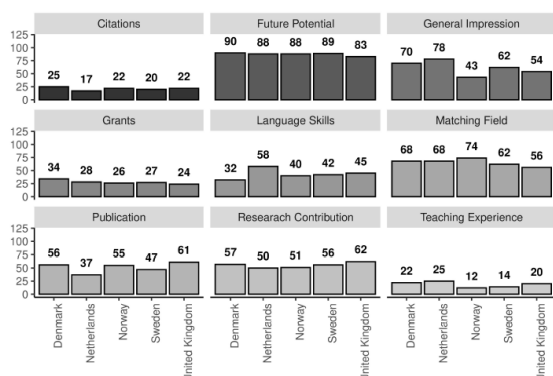 Citations
Future Potential
General Impression
125
100
75
50
25
0
25 17 22 20 22
90 88 88 89 83
70 78 43 62 54
Grants
Language Skills
Matching Field
125
100
75
50
25
0
34 28 26 27 24
32 58 40 42 45
68 68 74 62 56
Publication
Researach Contribution
Teaching Experience
125
100
75
50
25
0
56 37 55 47 61
57 50 51 56 62
22 25 12 14 20
Denmark
Netherlands
Norway
Sweden
United Kingdom
Denmark
Netherlands
Norway
Sweden
United Kingdom
Denmark
Netherlands
Norway
Sweden
United Kingdom